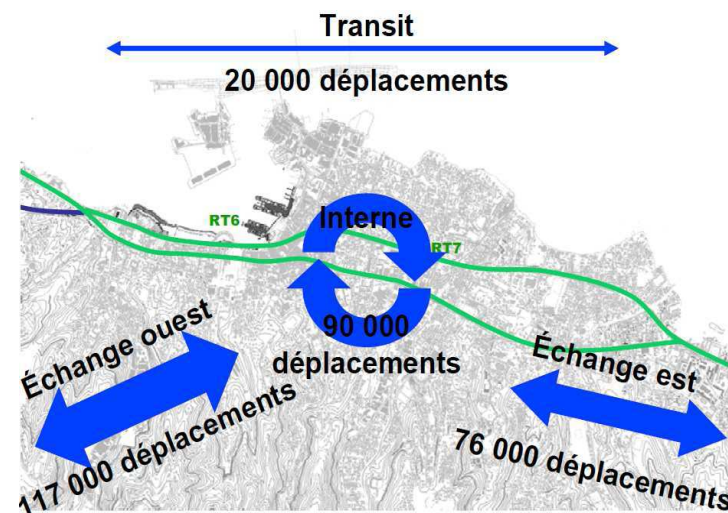 Transit
20 000 déplacements
RT6
Interne
RT7
90 000
déplacements
Échange ouest
117 000 déplacements
Échange est
76 000 déplacements